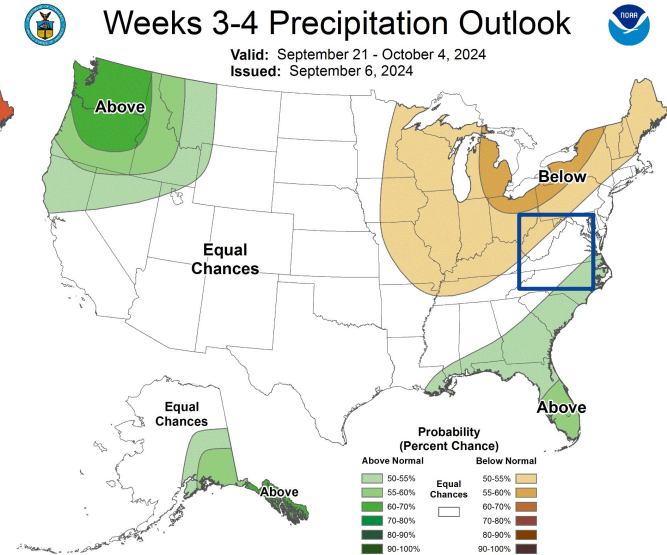 Weeks 3-4 Precipitation Outlook
Valid: September 21 - October 4, 2024
Issued: September 6, 2024
NOAA
Above
Below
Equal
Chances
Equal
Chances
Above
Above
Probability
(Percent Chance)
Above Normal
Below Normal
50-55%
55-60%
60-70%
70-80%
80-90%
90-100%
Equal
Chances
50-55%
55-60%
60-70%
70-80%
80-90%
90-100%